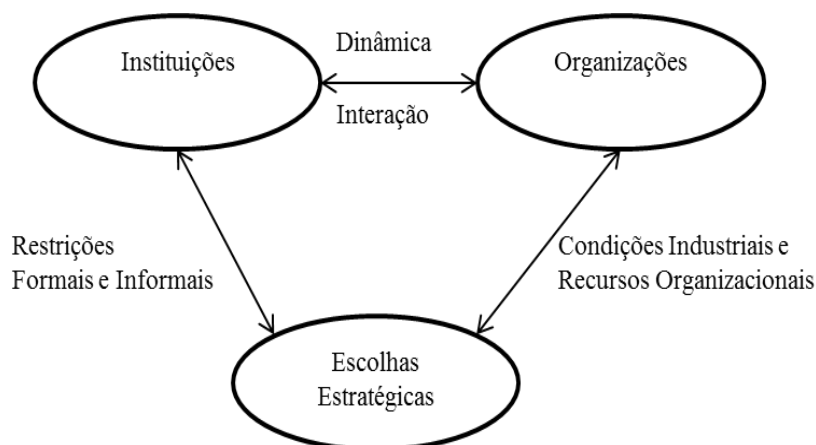 Instituições
Dinâmica
Interação
Organizações
Restrições
Formais e Informais
Condições Industriais e
Recursos Organizacionais
Escolhas
Estratégicas